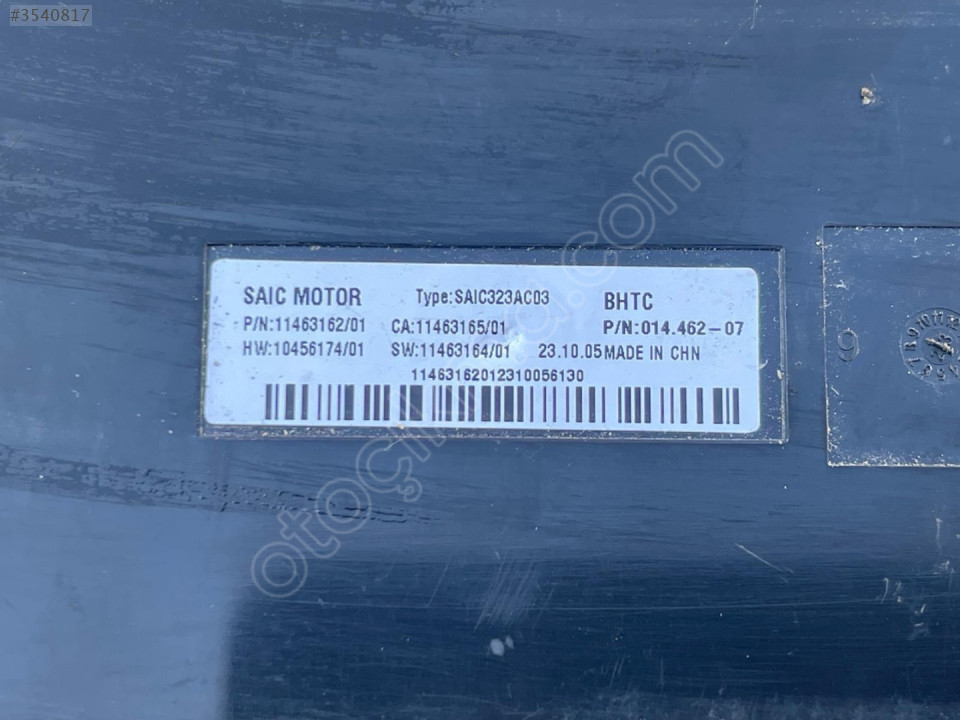 #3540817
SAIC MOTOR Type:SAIC323AC03 BHTC
P/N:11463162/01 CA:11463165/01 P/N:014.462-07
HW:10456174/01 SW:11463164/01 23.10.05 MADE IN CHN
11463162012310056130
9